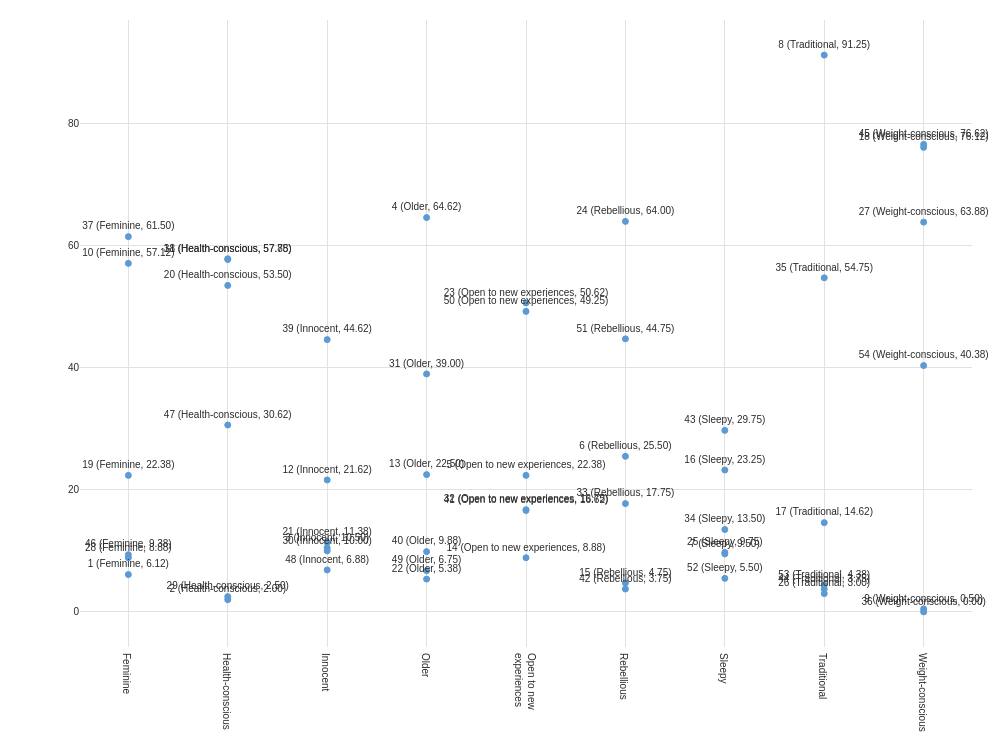 8 (Traditional, 91.25)
80
45 (Weight-conscious, 76.62)
(Weight-conscious, 76.12)
4 (Older, 64.62)
24 (Rebellious, 64.00)
27 (Weight-conscious, 63.88)
37 (Feminine, 61.50)
60
(Health-conscious,
10 (Feminine, 57.12)
20 (Health-conscious, 53.50)
35 (Traditional, 54.75)
23 (Open to new experiences, 50.62)
50 (Open to new experiences, 49.25)
39 (Innocent, 44.62)
51 (Rebellious, 44.75)
54 (Weight-conscious, 40.38)
40
31 (Older, 39.00)
47 (Health-conscious, 30.62)
43 (Sleepy, 29.75)
6 (Rebellious, 25.50)
19 (Feminine, 22.38)
12 (Innocent, 21.62)
13 (Older, 22.50)
(Open to new experiences, 22.38)
16 (Sleepy, 23.25)
20
(Open to new experiences,
33 (Rebellious, 17.75)
17 (Traditional, 14.62)
34 (Sleepy, 13.50)
21 (Innocent, 11.38)
30 (Innocent, 10.00)
46 (Feminine, 9.38)
28 (Feminine, 8.88)
40 (Older, 9.88)
14 (Open to new experiences, 8.88)
25 (Sleepy, 9.75)
1 (Feminine, 6.12)
48 (Innocent, 6.88)
49 (Older, 6.75)
22 (Older, 5.38)
15 (Rebellious, 4.75)
42 (Rebellious, 3.75)
52 (Sleepy, 5.50)
53 (Traditional, 4.38)
26 (Traditional, 3.00)
29 (Health-conscious, 2.50)
2 (Health-conscious, 2.00)
9 (Weight-conscious, 0.50)
36 (Weight-conscious, 0.00)
0
Feminine
Health-conscious
Innocent
Older
Open to new
experiences
Rebellious
Sleepy
Traditional
Weight-conscious